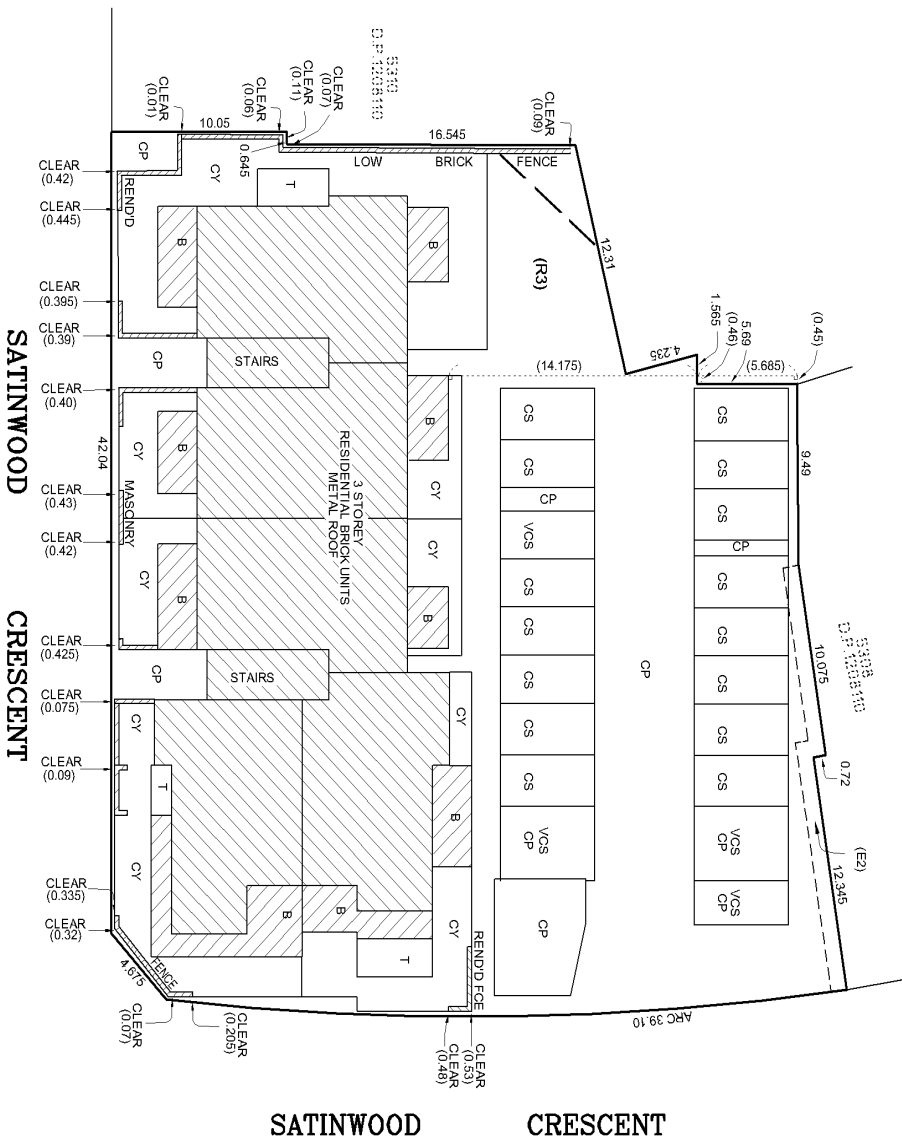 5310
D.P. 1208110
CLEAR
(0.01)
10.05
CLEAR
(0.06)
CLEAR
(0.11)
CLEAR
(0.07)
16.545
CLEAR
(0.09)
0.645
LOW BRICK FENCE
12.31
(R3)
1.565
(0.46)
5.69
(0.45)
4.235
(14.175)
(5.685)
9.49
CP
CY
T
REND'D
CLEAR
(0.42)
CLEAR
(0.445)
CLEAR
(0.395)
CLEAR
(0.39)
CLEAR
(0.40)
CLEAR
(0.43)
CLEAR
(0.42)
CLEAR
(0.425)
CLEAR
(0.075)
CLEAR
(0.09)
CLEAR
(0.335)
CLEAR
(0.32)
B
B
CP
STAIRS
B
CY
MASONRY
CY
B
B
CY
CY
B
3 STOREY
RESIDENTIAL BRICK UNITS
METAL ROOF
42.04
CP
STAIRS
CY
T
CY
B
B
CY
B
CY
T
FENCE
REND'D FCE
4.675
CLEAR
(0.07)
CLEAR
(0.205)
CLEAR
(0.48)
CLEAR
(0.53)
ARC 39.10
CS
CS
CP
VCS
CS
CS
CS
CS
CS
VCS
CP
CP
CP
CS
CS
CS
CP
CS
CS
CS
CS
CS
VCS
CP
VCS
CP
5308
D.P. 1208110
10.075
0.72
(E2)
12.345
SATINWOOD CRESCENT
SATINWOOD CRESCENT